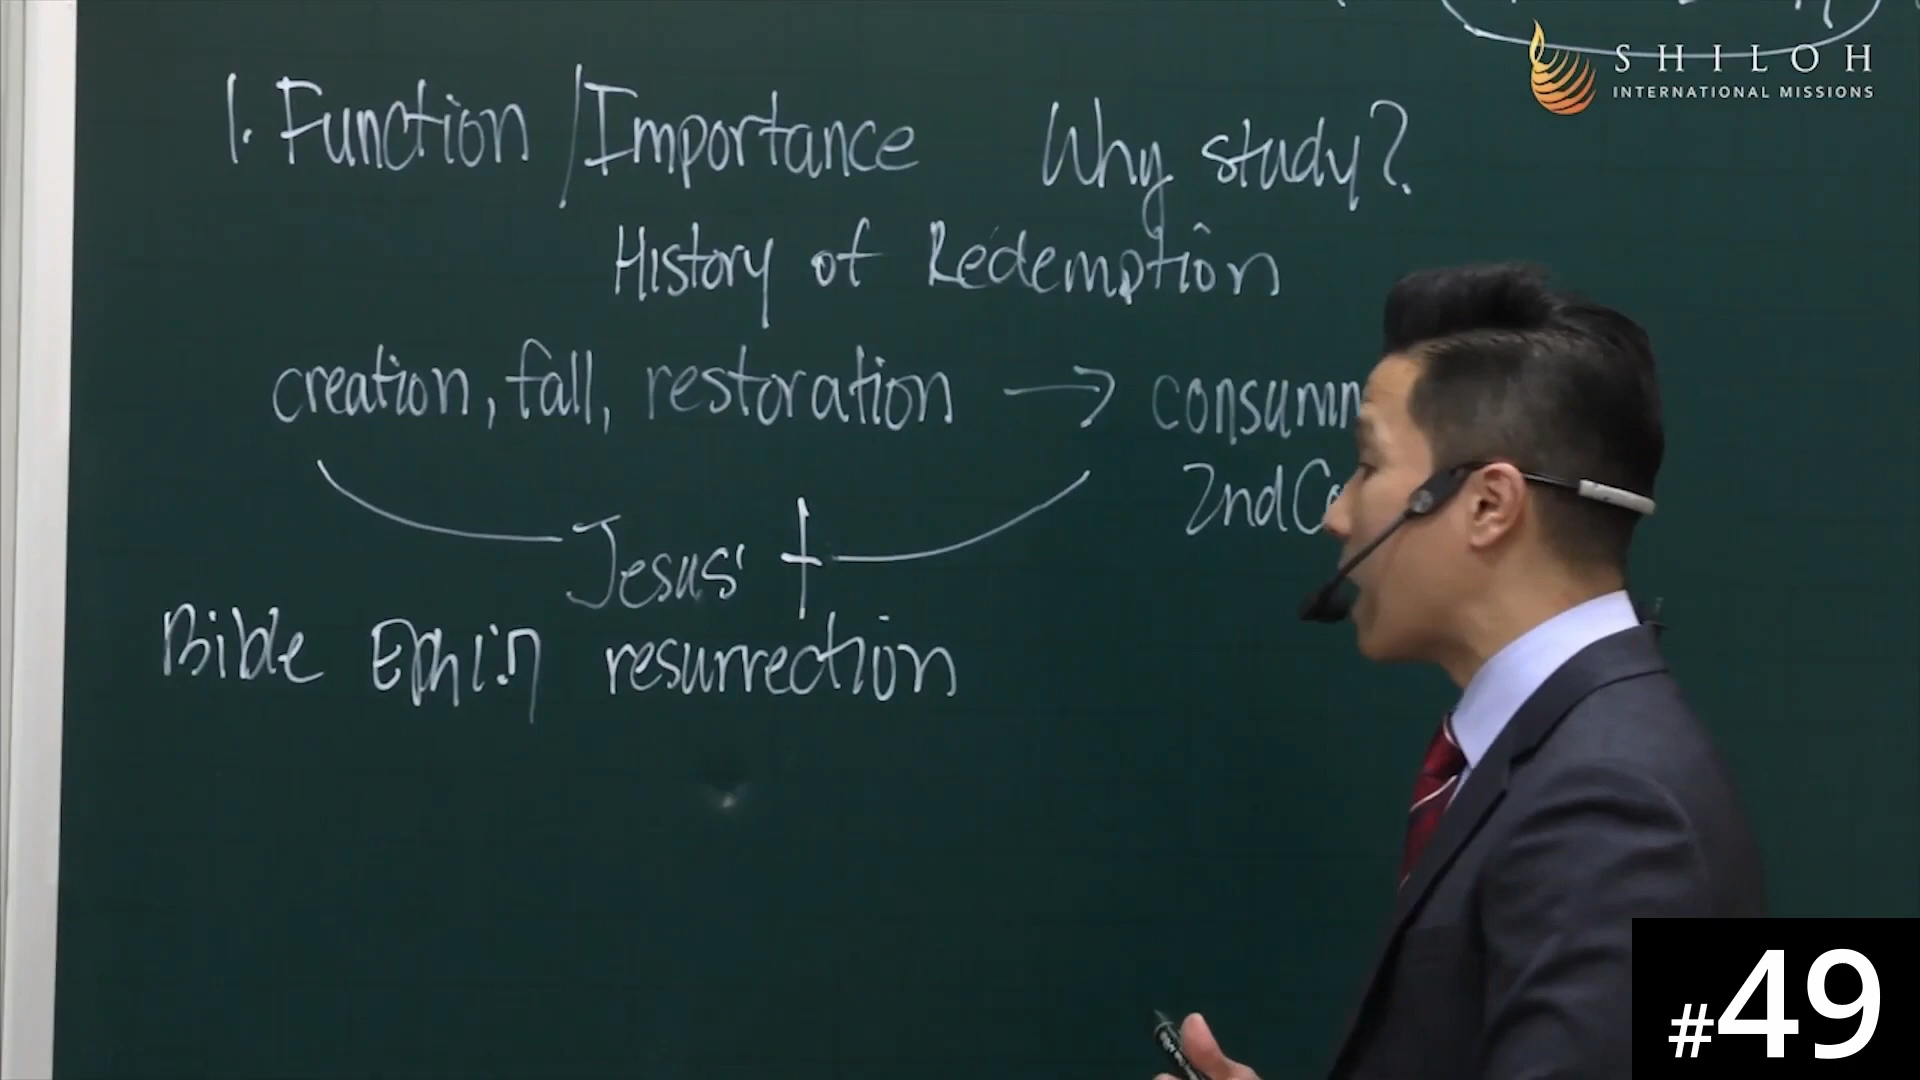 SHILOH
INTERNATIONAL MISSIONS
1. Function / Importance Why study?
History of Redemption
creation, fall, restoration → consumm
2nd Co
Jesus'
Bible Eph 1:7 resurrection
#49